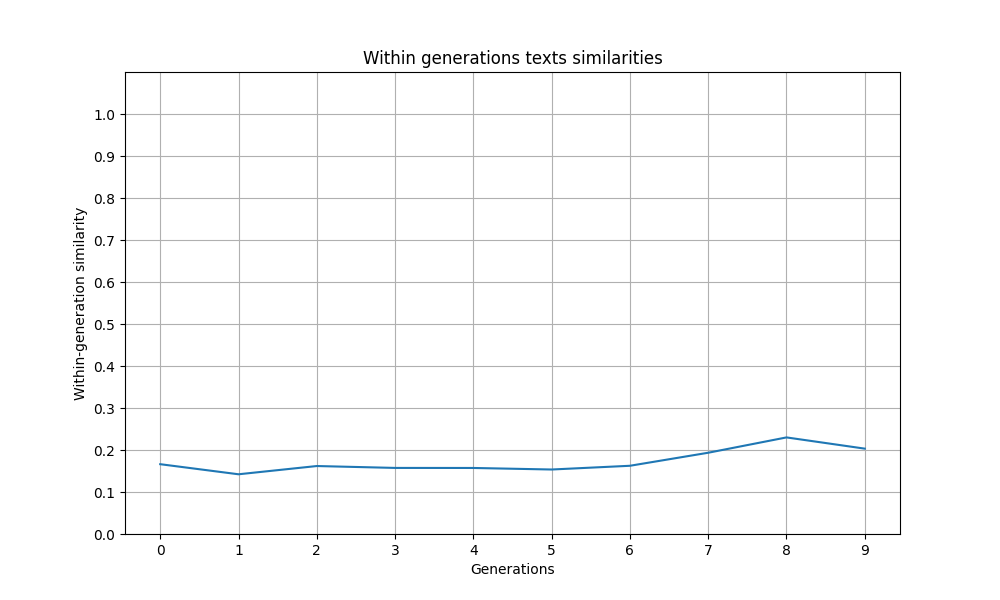 Within generations texts similarities
Within-generation similarity
1.0
0.9
0.8
0.7
0.6
0.5
0.4
0.3
0.2
0.1
0.0
0 1 2 3 4 5 6 7 8 9
Generations